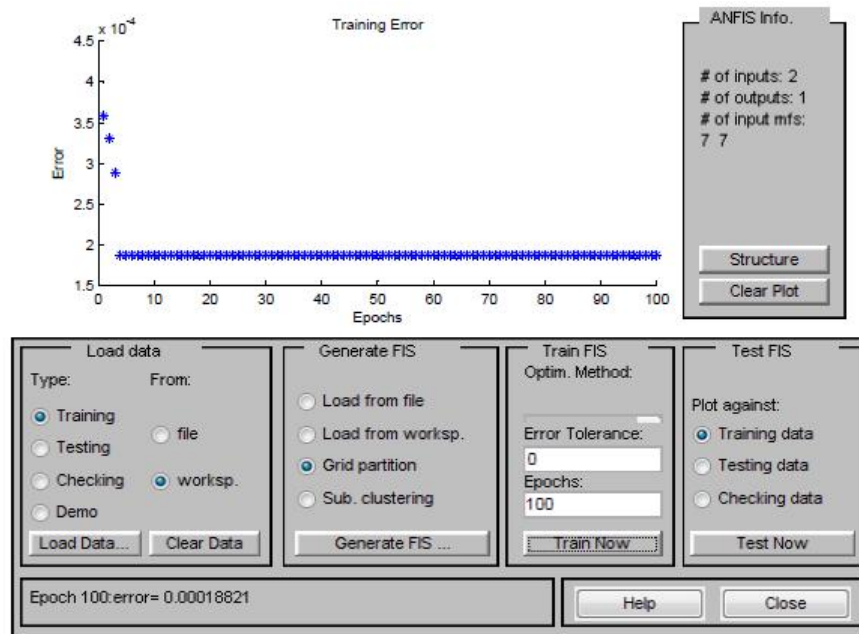 x 10⁻⁴
Training Error
4.5
4
3.5
3
2.5
2
1.5
Error
0 10 20 30 40 50 60 70 80 90 100
Epochs
ANFIS Info.
# of inputs: 2
# of outputs: 1
# of input mfs:
7 7
Structure
Clear Plot
Load data
Type: From:
Training
Testing
Checking
Demo
file
worksp.
Load Data... Clear Data
Generate FIS
Load from file
Load from worksp.
Grid partition
Sub. clustering
Generate FIS ...
Train FIS
Optim. Method:
Error Tolerance:
0
Epochs:
100
Train Now
Test FIS
Plot against:
Training data
Testing data
Checking data
Test Now
Epoch 100:error= 0.00018821
Help
Close